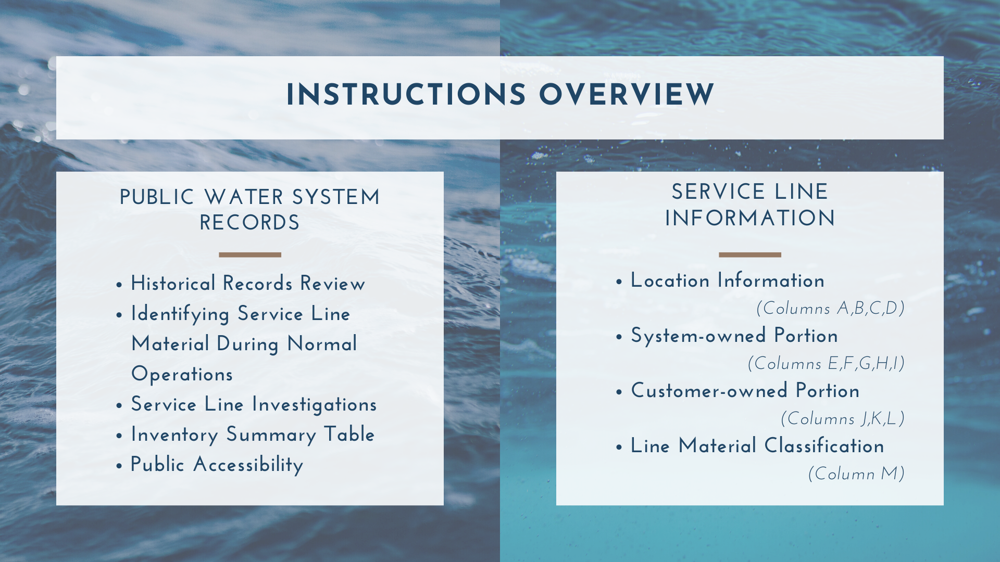 INSTRUCTIONS OVERVIEW
PUBLIC WATER SYSTEM
RECORDS
• Historical Records Review
• Identifying Service Line
Material During Normal
Operations
• Service Line Investigations
• Inventory Summary Table
• Public Accessibility
SERVICE LINE
INFORMATION
• Location Information
(Columns A,B,C,D)
• System-owned Portion
(Columns E,F,G,H,I)
• Customer-owned Portion
(Columns J,K,L)
• Line Material Classification
(Column M)